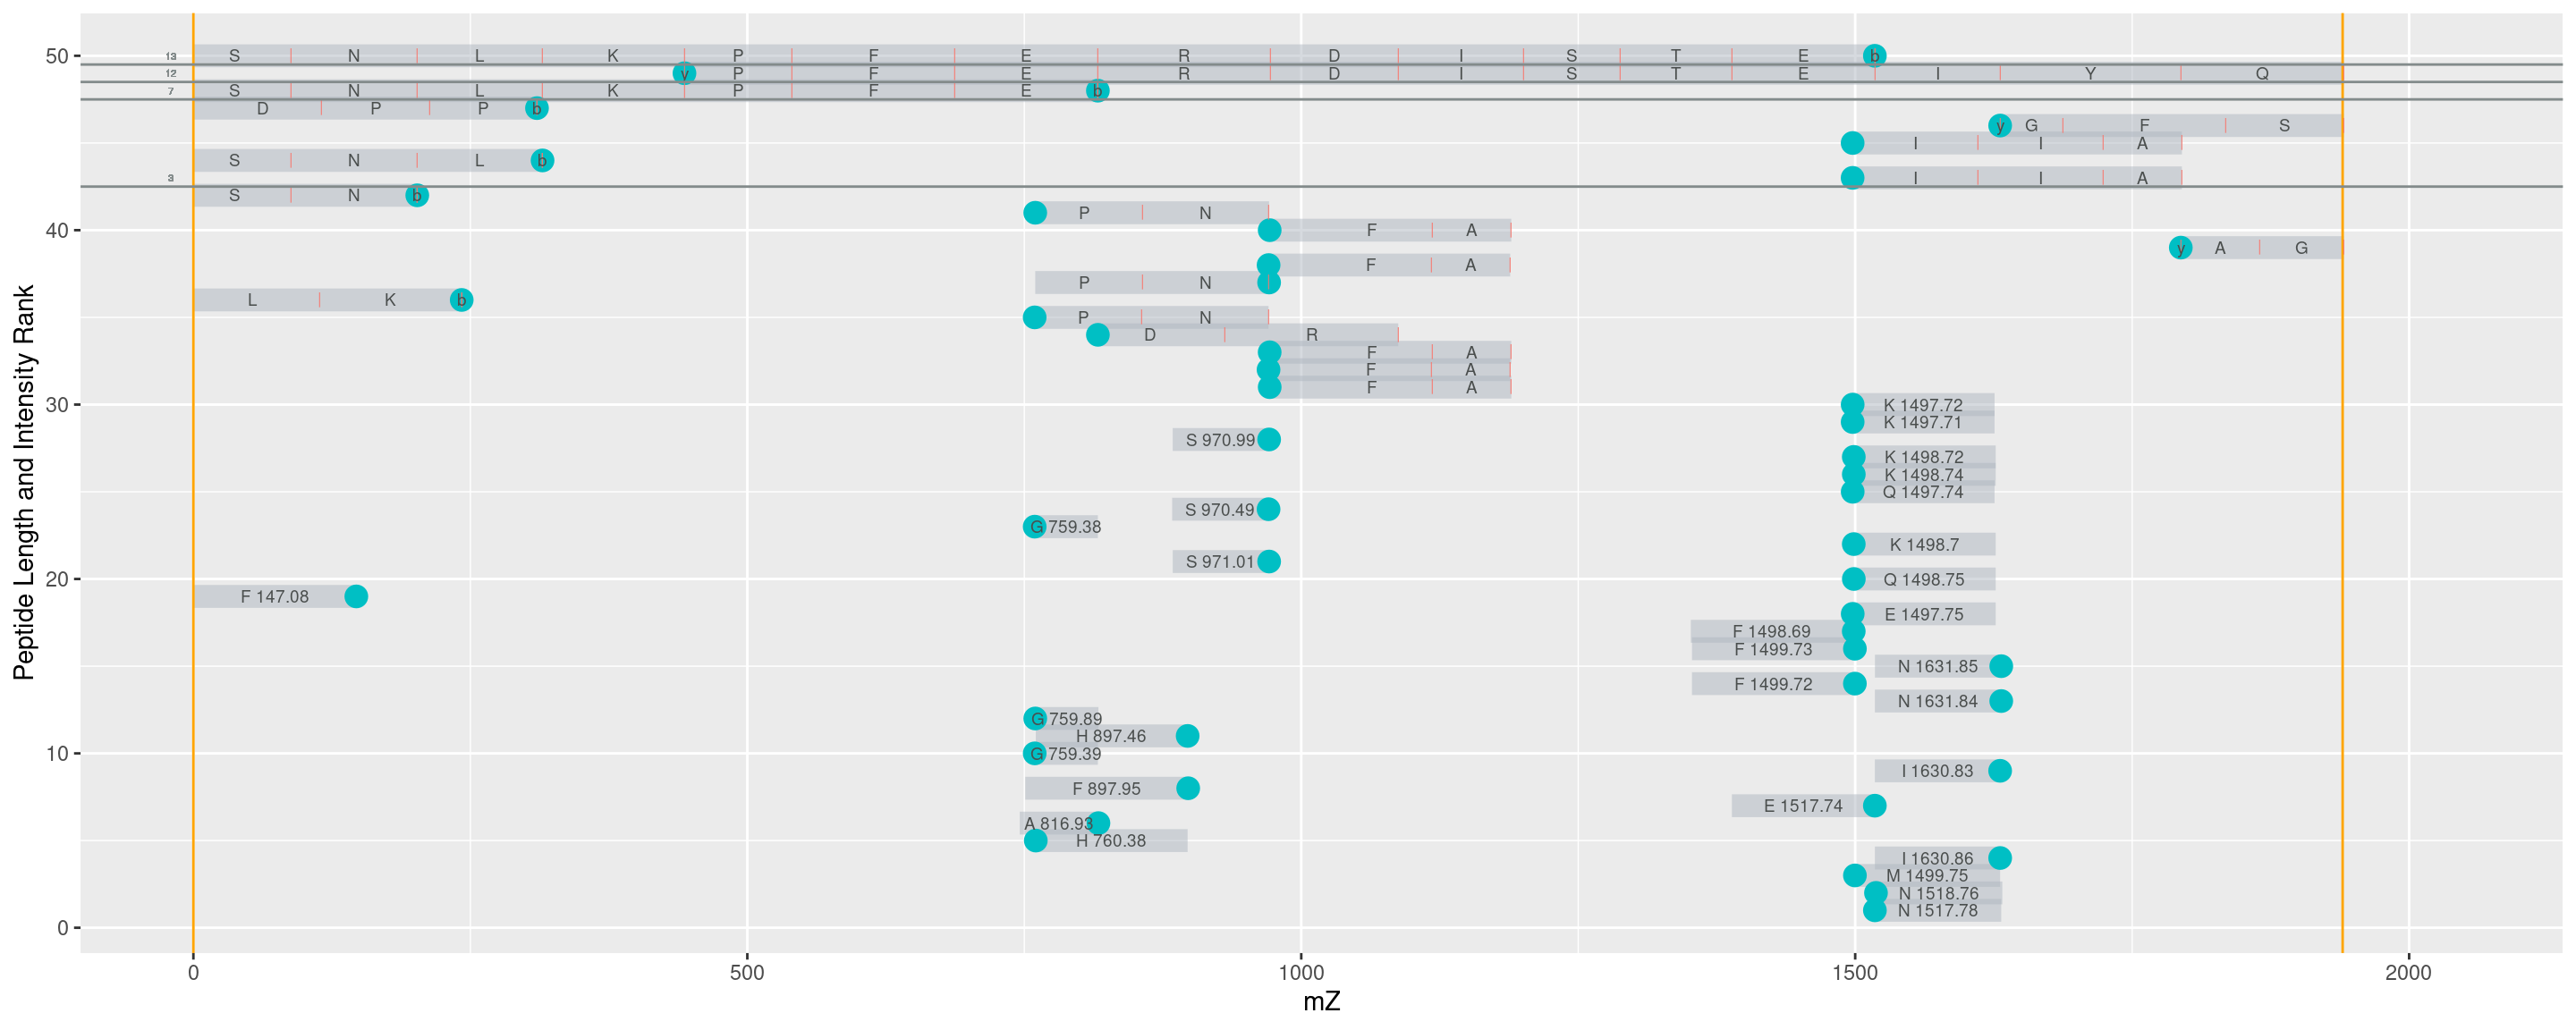 50
13
S N L K P F E R D I S T E b
12
y P F E R D I S T E I Y Q
7
S N L K P F E b
D P P b
y G F S
I I A
S N L b
3
I I A
S N b
P N
40
F A
y A G
F A
P N
L K b
P N
D R
F A
F A
F A
30
K 1497.72
K 1497.71
S 970.99
K 1498.72
K 1498.74
Q 1497.74
S 970.49
G 759.38
K 1498.7
S 971.01
20
Q 1498.75
F 147.08
E 1497.75
F 1498.69
F 1499.73
N 1631.85
F 1499.72
N 1631.84
G 759.89
H 897.46
10
G 759.39
I 1630.83
F 897.95
E 1517.74
A 816.93
H 760.38
I 1630.86
M 1499.75
N 1518.76
N 1517.78
0
0 500 1000 1500 2000
mZ
Peptide Length and Intensity Rank